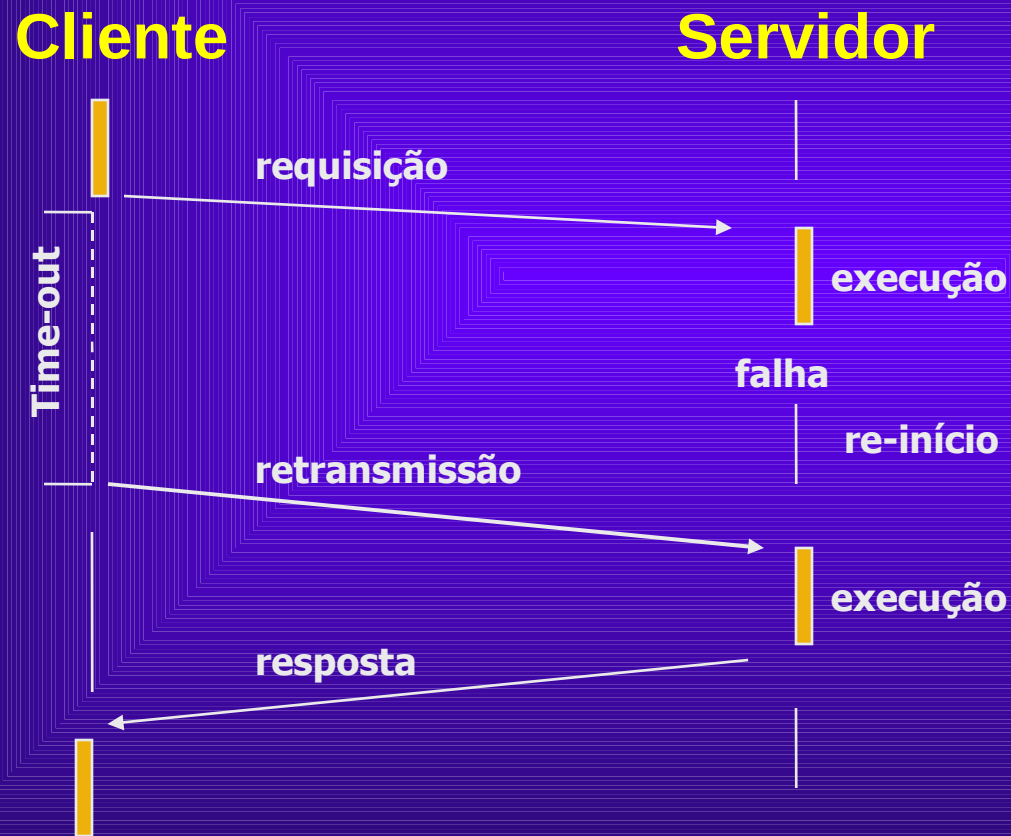 Cliente
Servidor
requisição
execução
Time-out
falha
re-início
retransmissão
execução
resposta